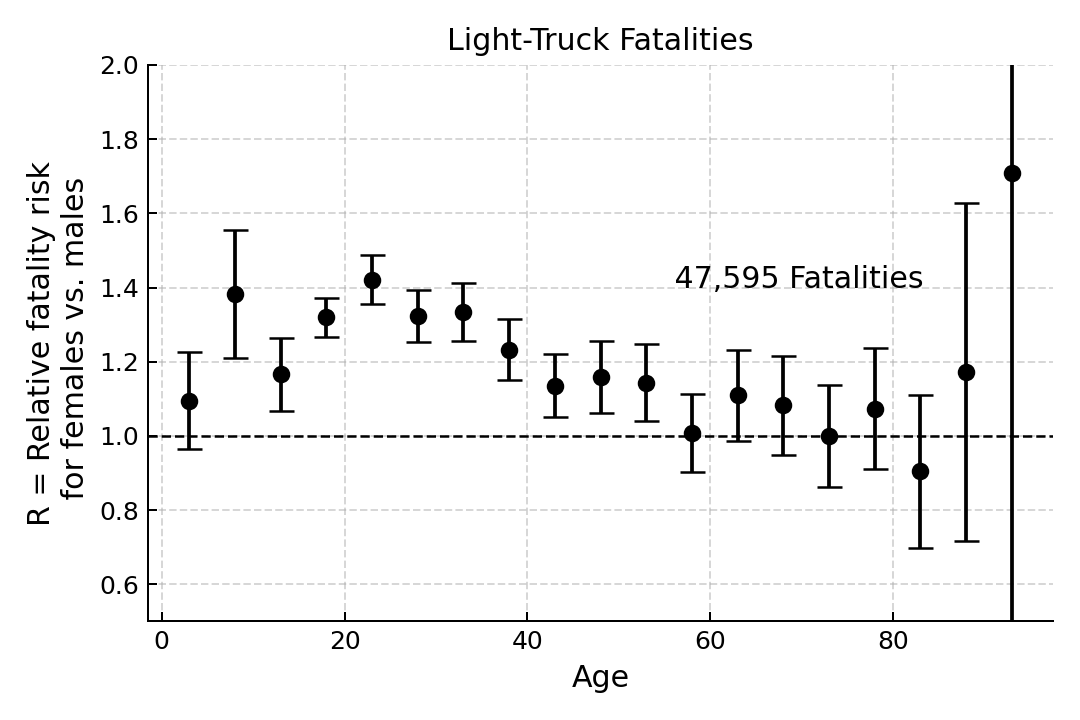 Light-Truck Fatalities
2.0
1.8
1.6
1.4
1.2
1.0
0.8
0.6
R = Relative fatality risk
for females vs. males
47,595 Fatalities
0
20
40
60
80
Age